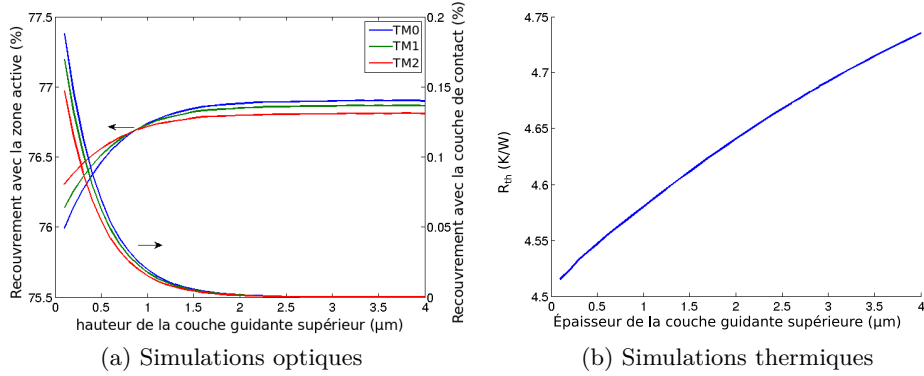 77.5
77
76.5
76
75.5
Recouvrement avec la zone active (%)
0.2
0.15
0.1
0.05
0
Recouvrement avec la couche de contact (%)
TM0
TM1
TM2
0 0.5 1 1.5 2 2.5 3 3.5 4
hauteur de la couche guidante supérieur (µm)
(a) Simulations optiques
4.75
4.7
4.65
4.6
4.55
4.5
Rth (K/W)
0 0.5 1 1.5 2 2.5 3 3.5 4
Épaisseur de la couche guidante supérieure (µm)
(b) Simulations thermiques